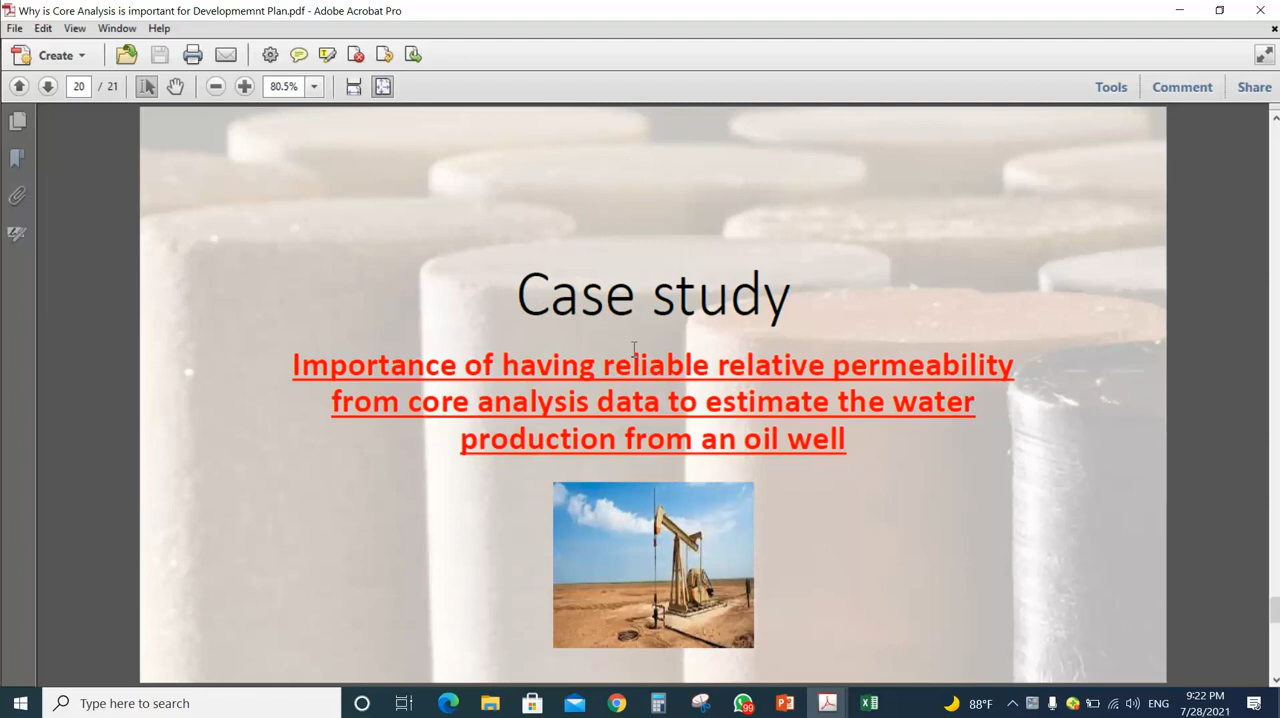 Why is Core Analysis is important for Developmemnt Plan.pdf - Adobe Acrobat Pro
File Edit View Window Help
Create
20 / 21 80.5% Tools Comment Share
Case study
Importance of having reliable relative permeability
from core analysis data to estimate the water
production from an oil well
Type here to search
99
88°F
ENG
9:22 PM
7/28/2021